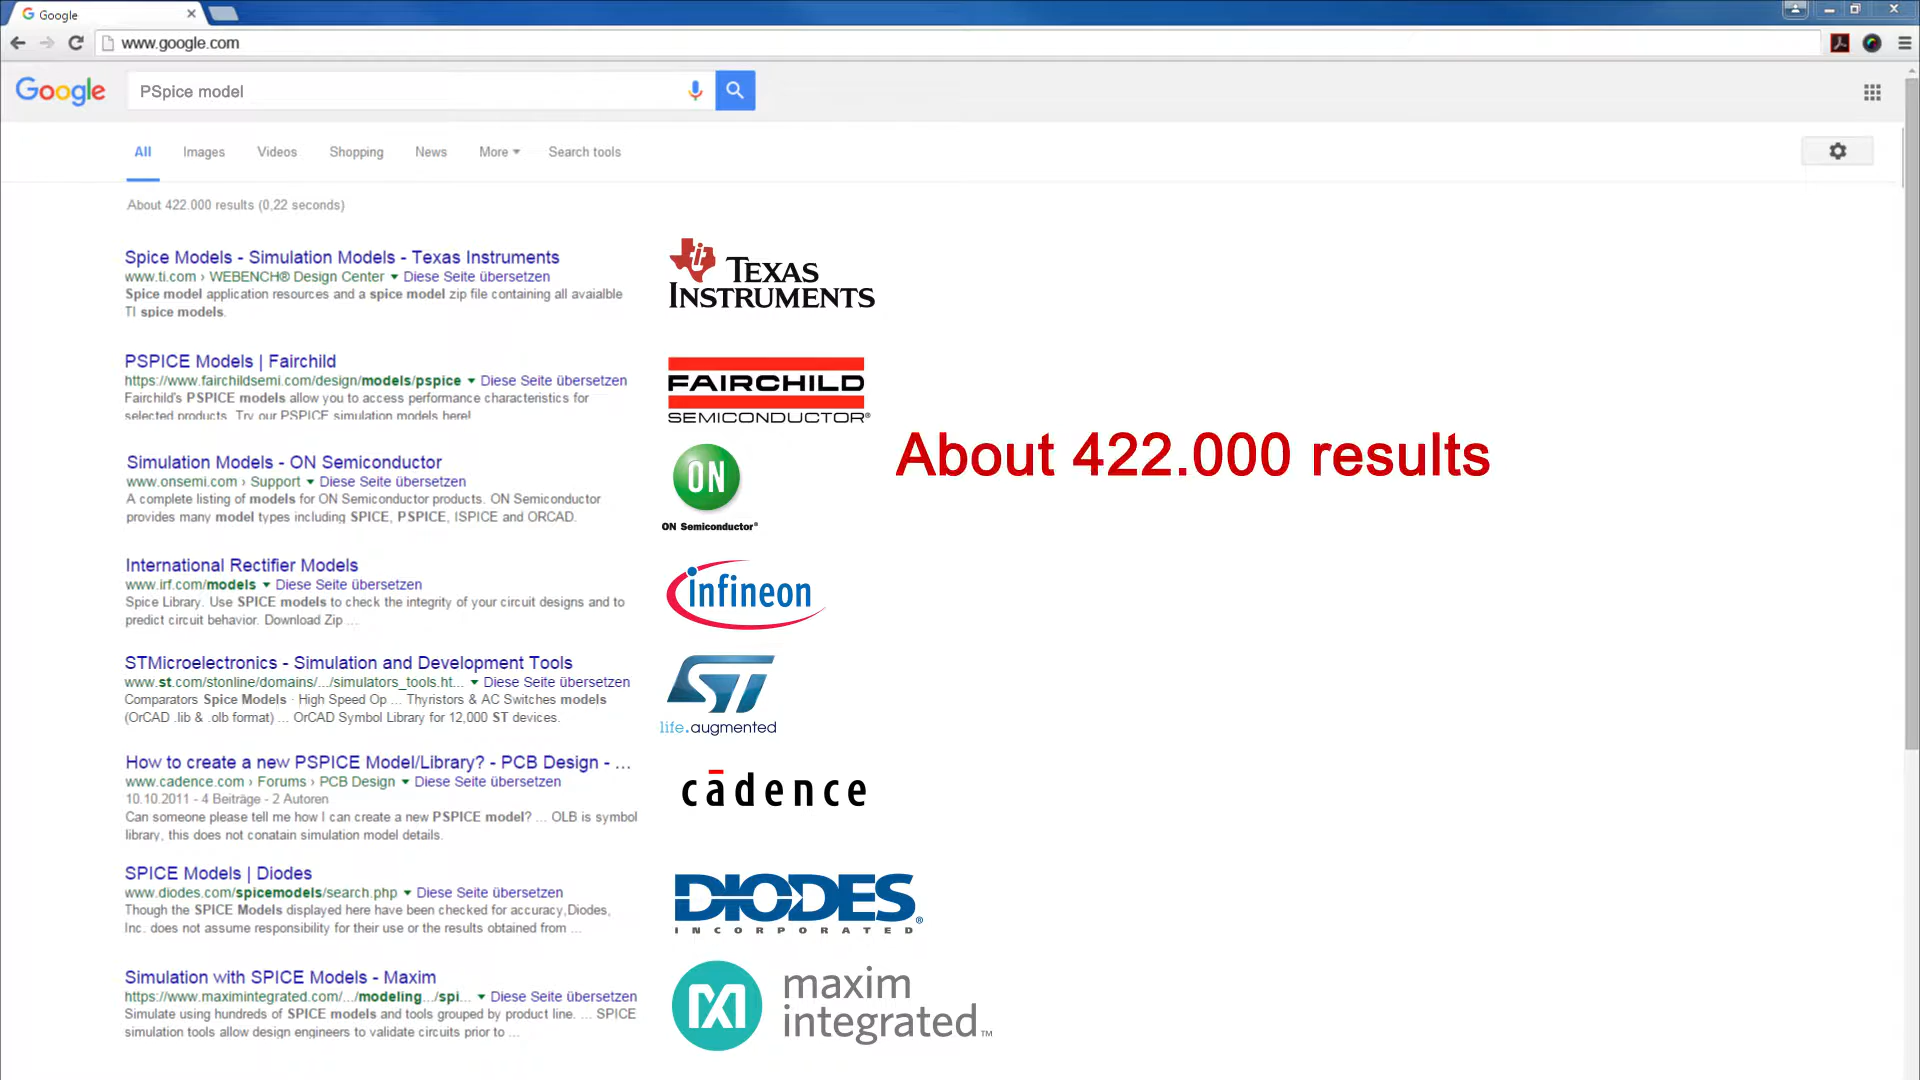 Google
www.google.com
Google
PSpice model
All Images Videos Shopping News More Search tools
About 422.000 results (0,22 seconds)
Spice Models - Simulation Models - Texas Instruments
www.ti.com › WEBENCH® Design Center Diese Seite übersetzen
Spice model application resources and a spice model zip file containing all avaialble
TI spice models.
TEXAS
INSTRUMENTS
PSPICE Models | Fairchild
https://www.fairchildsemi.com/design/models/pspice Diese Seite übersetzen
Fairchild's PSPICE models allow you to access performance characteristics for
selected products. Try our PSPICE simulation models here!
FAIRCHILD
SEMICONDUCTOR®
About 422.000 results
Simulation Models - ON Semiconductor
www.onsemi.com › Support Diese Seite übersetzen
A complete listing of models for ON Semiconductor products. ON Semiconductor
provides many model types including SPICE, PSPICE, ISPICE and ORCAD.
ON
ON Semiconductor®
International Rectifier Models
www.irf.com/models Diese Seite übersetzen
Spice Library. Use SPICE models to check the integrity of your circuit designs and to
predict circuit behavior. Download Zip ...
infineon
STMicroelectronics - Simulation and Development Tools
www.st.com/stonline/domains/.../simulators_tools.ht... Diese Seite übersetzen
Comparators Spice Models · High Speed Op ... Thyristors & AC Switches models
(OrCAD .lib & .olb format) ... OrCAD Symbol Library for 12,000 ST devices.
ST
life.augmented
How to create a new PSPICE Model/Library? - PCB Design - ...
www.cadence.com › Forums › PCB Design Diese Seite übersetzen
10.10.2011 - 4 Beiträge - 2 Autoren
Can someone please tell me how I can create a new PSPICE model? ... OLB is symbol
library, this does not conatain simulation model details.
cādence
SPICE Models | Diodes
www.diodes.com/spicemodels/search.php Diese Seite übersetzen
Though the SPICE Models displayed here have been checked for accuracy,Diodes,
Inc. does not assume responsibility for their use or the results obtained from ...
DIODES®
INCORPORATED
Simulation with SPICE Models - Maxim
https://www.maximintegrated.com/.../modeling.../spi... Diese Seite übersetzen
Simulate using hundreds of SPICE models and tools grouped by product line. ... SPICE
simulation tools allow design engineers to validate circuits prior to ...
maxim
integrated™